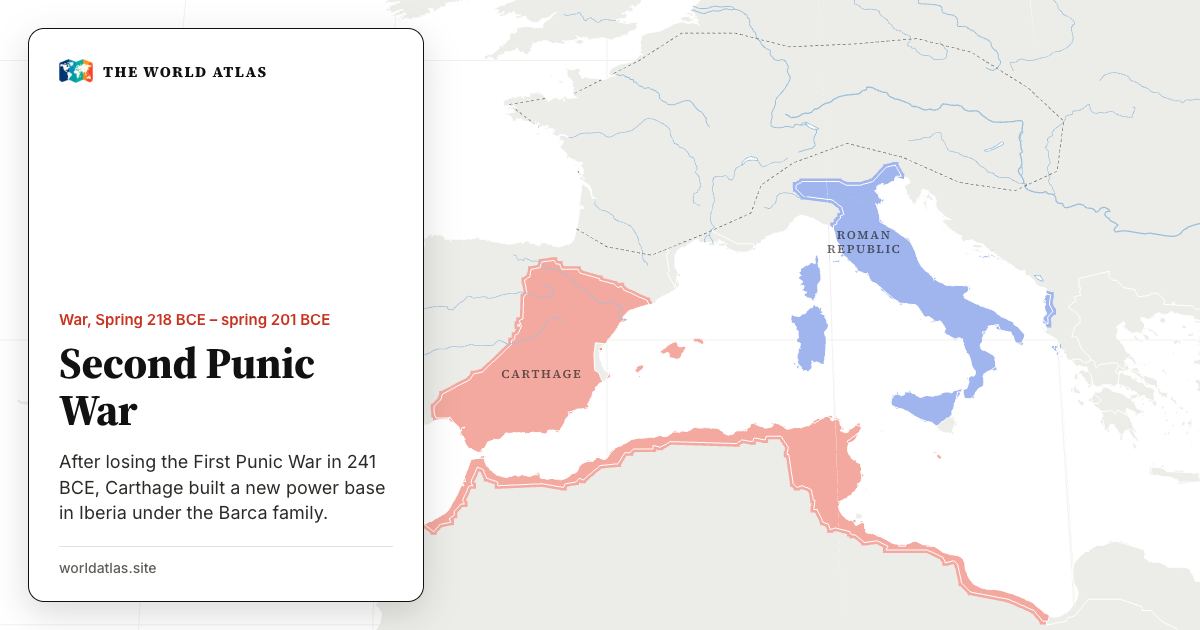 THE WORLD ATLAS
War, Spring 218 BCE – spring 201 BCE
Second Punic
War
After losing the First Punic War in 241
BCE, Carthage built a new power base
in Iberia under the Barca family.
worldatlas.site
ROMAN
REPUBLIC
CARTHAGE